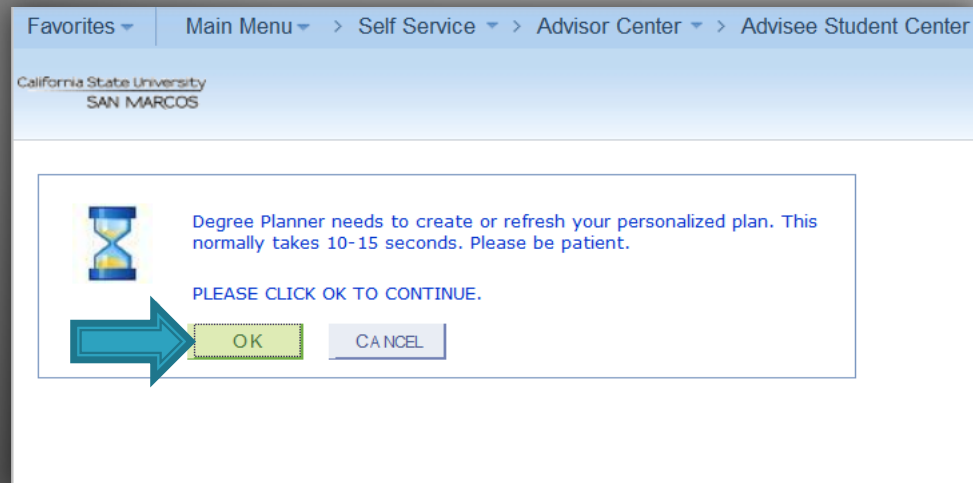 Favorites Main Menu > Self Service > Advisor Center > Advisee Student Center
California State University
SAN MARCOS
Degree Planner needs to create or refresh your personalized plan. This
normally takes 10-15 seconds. Please be patient.
PLEASE CLICK OK TO CONTINUE.
OK CANCEL